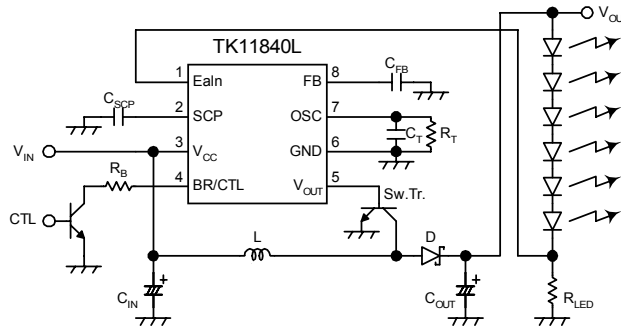 V_OU
TK11840L
1 EaIn
FB 8
C_FB
C_SCP
2 SCP
OSC 7
C_T
R_T
V_IN
3 V_CC
GND 6
R_B
4 BR/CTL
V_OUT 5
Sw.Tr.
CTL
L
D
+
C_IN
+
C_OUT
R_LED